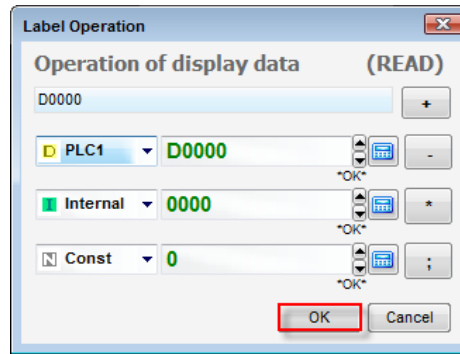 Label Operation
Operation of display data (READ)
D0000
+
D PLC1 D0000
-
*OK*
I Internal 0000
*
*OK*
N Const 0
;
*OK*
OK Cancel